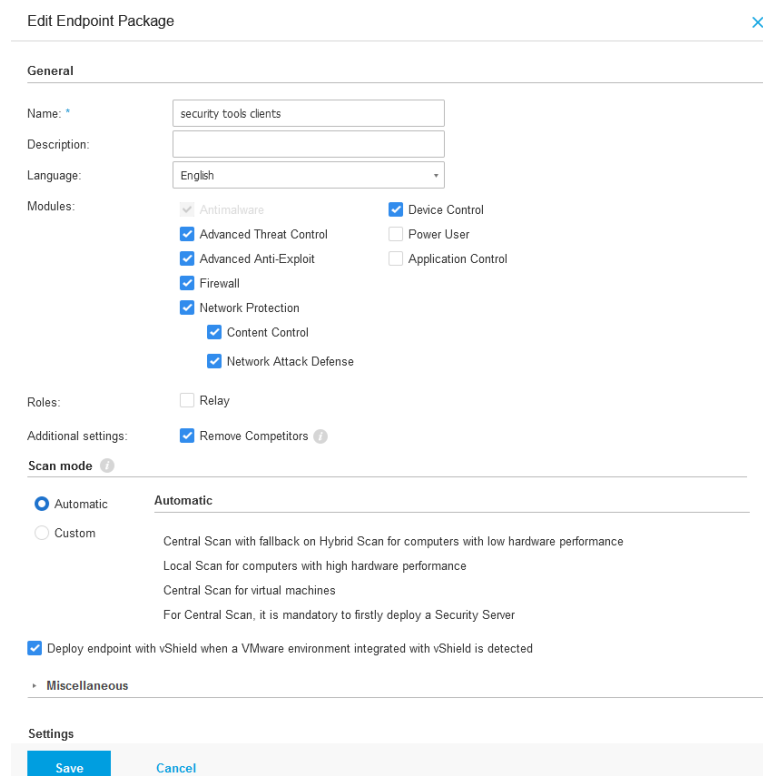 Edit Endpoint Package
General
Name: *
security tools clients
Description:
Language:
English
Modules:
Antimalware
Device Control
Advanced Threat Control
Power User
Advanced Anti-Exploit
Application Control
Firewall
Network Protection
Content Control
Network Attack Defense
Roles:
Relay
Additional settings:
Remove Competitors
Scan mode
Automatic
Automatic
Custom
Central Scan with fallback on Hybrid Scan for computers with low hardware performance
Local Scan for computers with high hardware performance
Central Scan for virtual machines
For Central Scan, it is mandatory to firstly deploy a Security Server
Deploy endpoint with vShield when a VMware environment integrated with vShield is detected
Miscellaneous
Settings
Save
Cancel